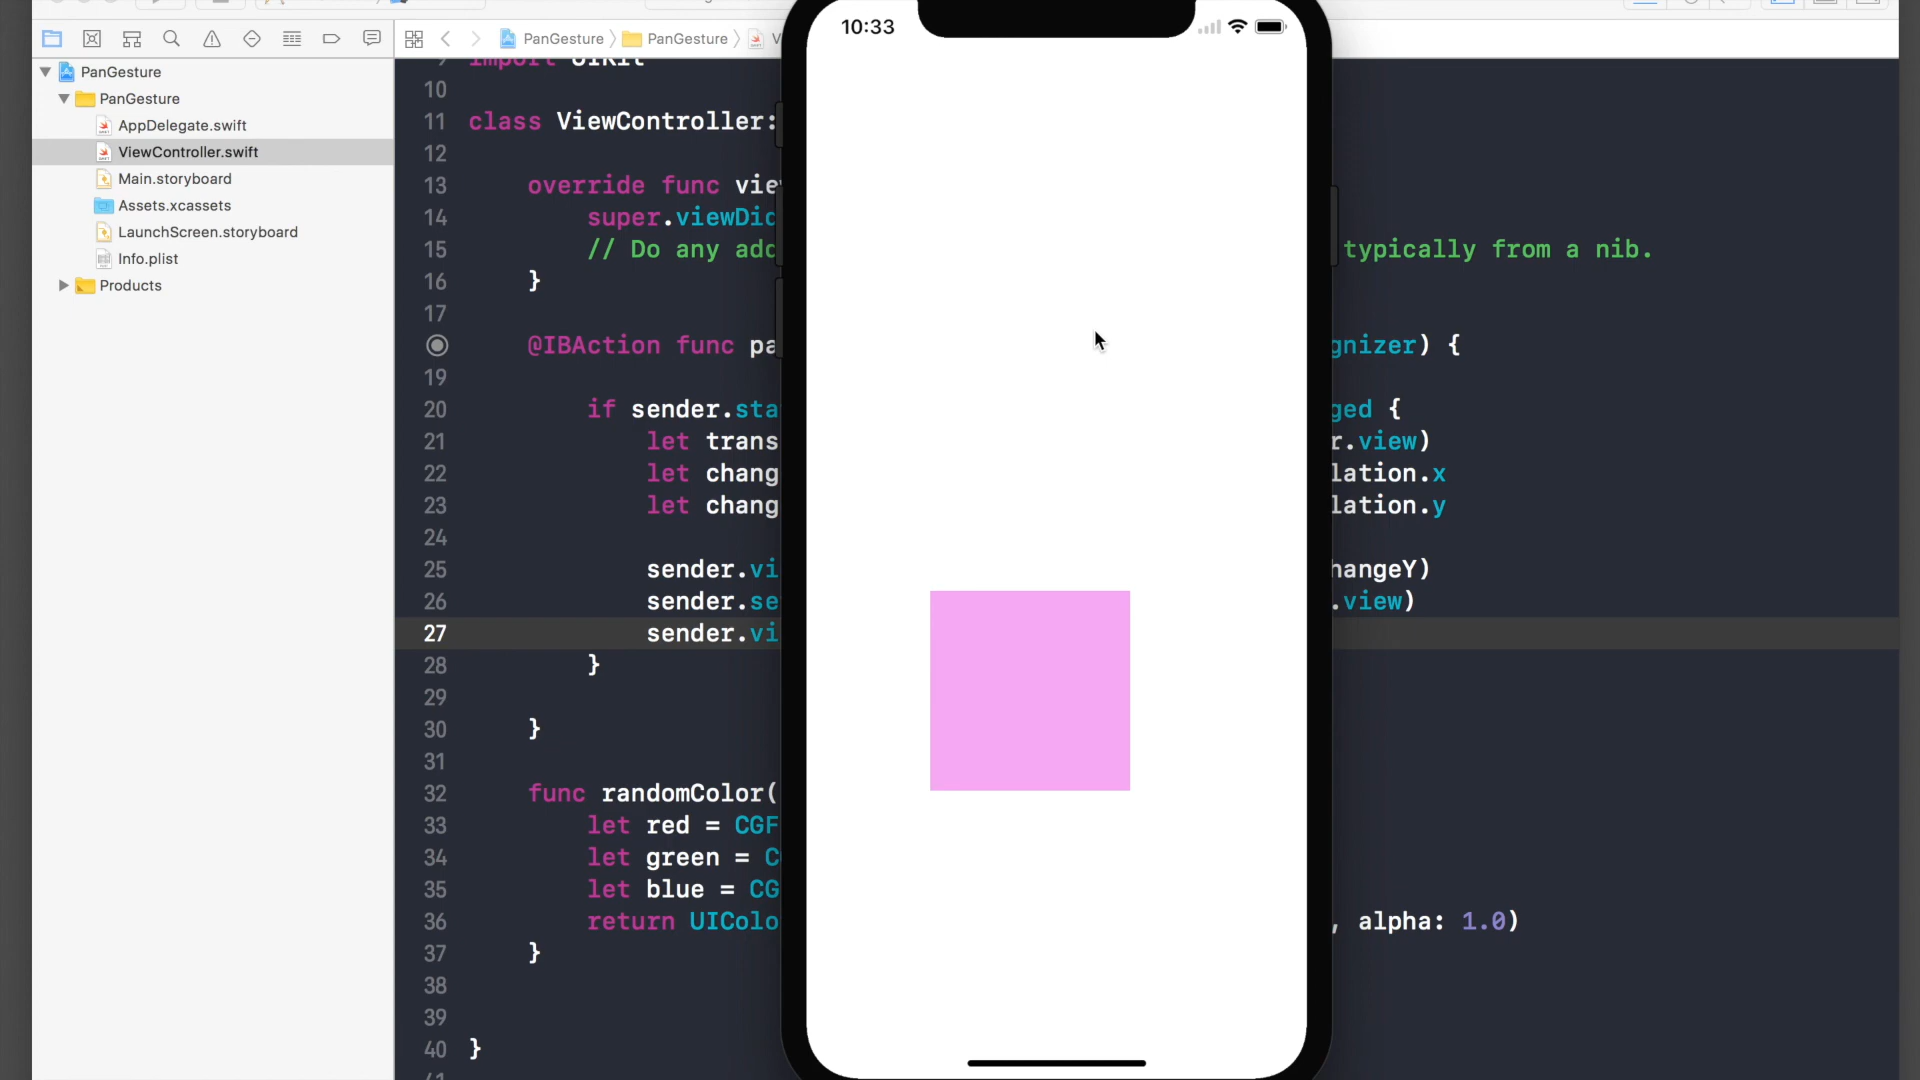 PanGesture
PanGesture
AppDelegate.swift
ViewController.swift
Main.storyboard
Assets.xcassets
LaunchScreen.storyboard
Info.plist
Products
PanGesture
PanGesture
10:33
import UIKit
10
11 class ViewController:
12
13 override func vie
14 super.viewDid
15 // Do any add typically from a nib.
16 }
17
@IBAction func pa gnizer) {
19
20 if sender.sta ged {
21 let trans r.view)
22 let chang lation.x
23 let chang lation.y
24
25 sender.vi hangeY)
26 sender.se .view)
27 sender.vi
28 }
29
30 }
31
32 func randomColor(
33 let red = CGF
34 let green = C
35 let blue = CG
36 return UIColo , alpha: 1.0)
37 }
38
39
40 }